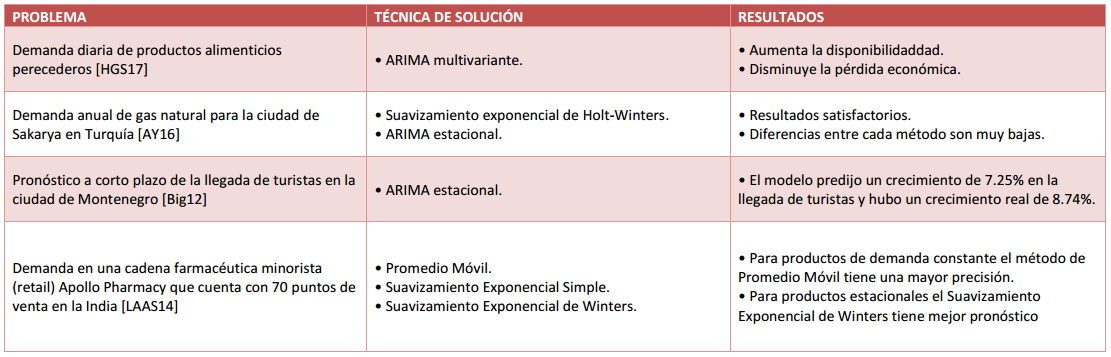 PROBLEMA
TÉCNICA DE SOLUCIÓN
RESULTADOS
Demanda diaria de productos alimenticios
perecederos [HGS17]
• ARIMA multivariante.
• Aumenta la disponibilidaddad.
• Disminuye la pérdida económica.
Demanda anual de gas natural para la ciudad de
Sakarya en Turquía [AY16]
• Suavizamiento exponencial de Holt-Winters.
• ARIMA estacional.
• Resultados satisfactorios.
• Diferencias entre cada método son muy bajas.
Pronóstico a corto plazo de la llegada de turistas en la
ciudad de Montenegro [Big12]
• ARIMA estacional.
• El modelo predijo un crecimiento de 7.25% en la
llegada de turistas y hubo un crecimiento real de 8.74%.
Demanda en una cadena farmacéutica minorista
(retail) Apollo Pharmacy que cuenta con 70 puntos de
venta en la India [LAAS14]
• Promedio Móvil.
• Suavizamiento Exponencial Simple.
• Suavizamiento Exponencial de Winters.
• Para productos de demanda constante el método de
Promedio Móvil tiene una mayor precisión.
• Para productos estacionales el Suavizamiento
Exponencial de Winters tiene mejor pronóstico